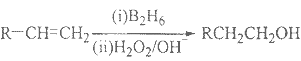 (i)B₂H₆
R—CH=CH₂ ⟶ RCH₂CH₂OH
(ii)H₂O₂/OH⁻